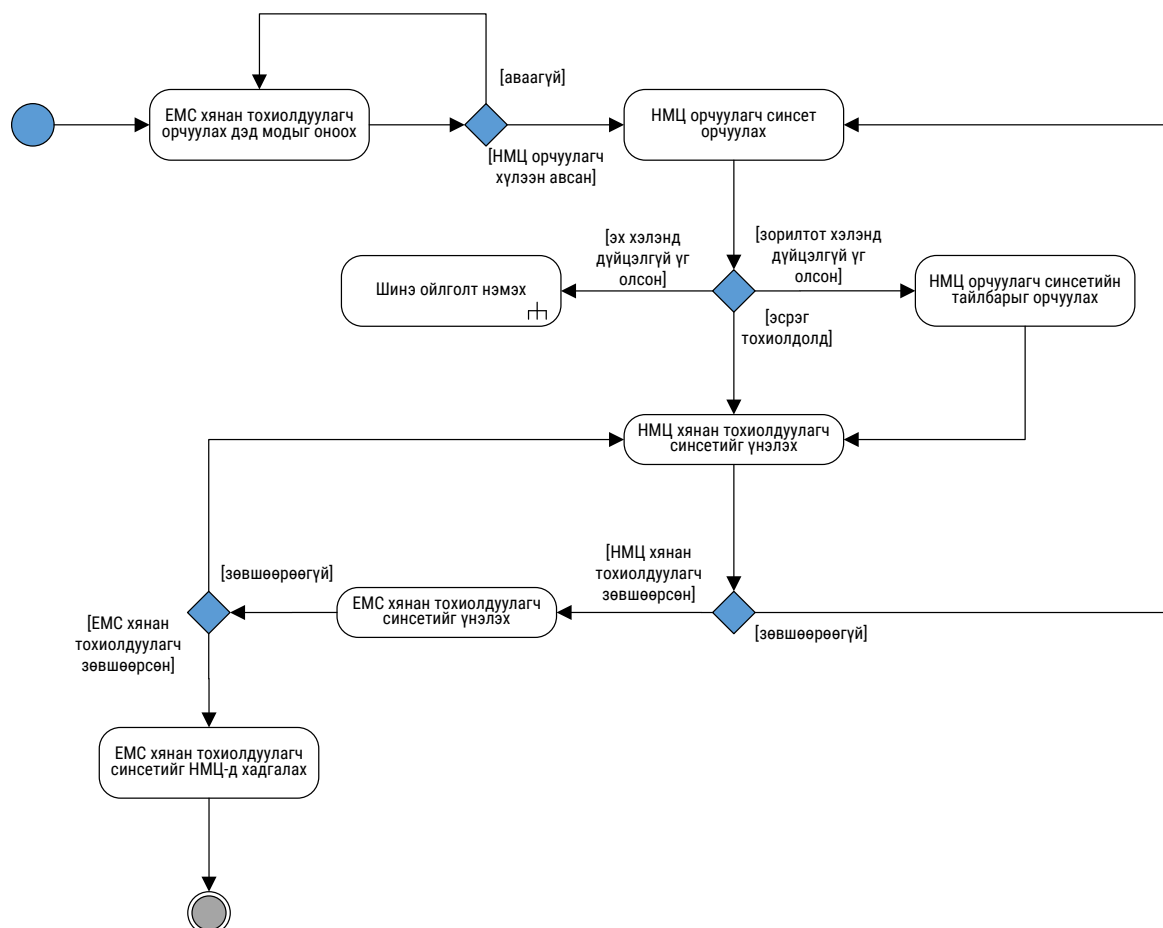 [аваагүй]
ЕМС хянан тохиолдуулагч
орчуулах дэд модыг оноох
НМЦ орчуулагч синсет
орчуулах
[НМЦ орчуулагч
хүлээн авсан]
[эх хэлэнд
дүйцэлгүй үг
олсон]
[зорилтот хэлэнд
дүйцэлгүй үг
олсон]
Шинэ ойлголт нэмэх
НМЦ орчуулагч синсетийн
тайлбарыг орчуулах
[эсрэг
тохиолдолд]
НМЦ хянан тохиолдуулагч
синсетийг үнэлэх
[НМЦ хянан
тохиолдуулагч
зөвшөөрсөн]
[зөвшөөрөөгүй]
ЕМС хянан тохиолдуулагч
синсетийг үнэлэх
[ЕМС хянан
тохиолдуулагч
зөвшөөрсөн]
[зөвшөөрөөгүй]
ЕМС хянан тохиолдуулагч
синсетийг НМЦ-д хадгалах